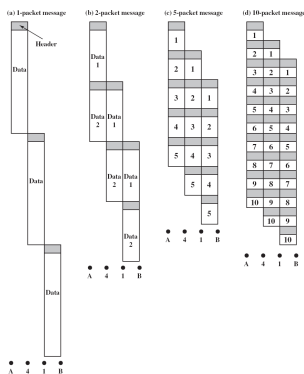 (a) 1-packet message
Header
Data
Data
Data
A 4 1 B
(b) 2-packet message
Data
1
Data Data
2 1
Data Data
2 1
Data
2
A 4 1 B
(c) 5-packet message
1
2 1
3 2 1
4 3 2
5 4 3
5 4
5
A 4 1 B
(d) 10-packet message
1
2 1
3 2 1
4 3 2
5 4 3
6 5 4
7 6 5
8 7 6
9 8 7
10 9 8
10 9
10
A 4 1 B